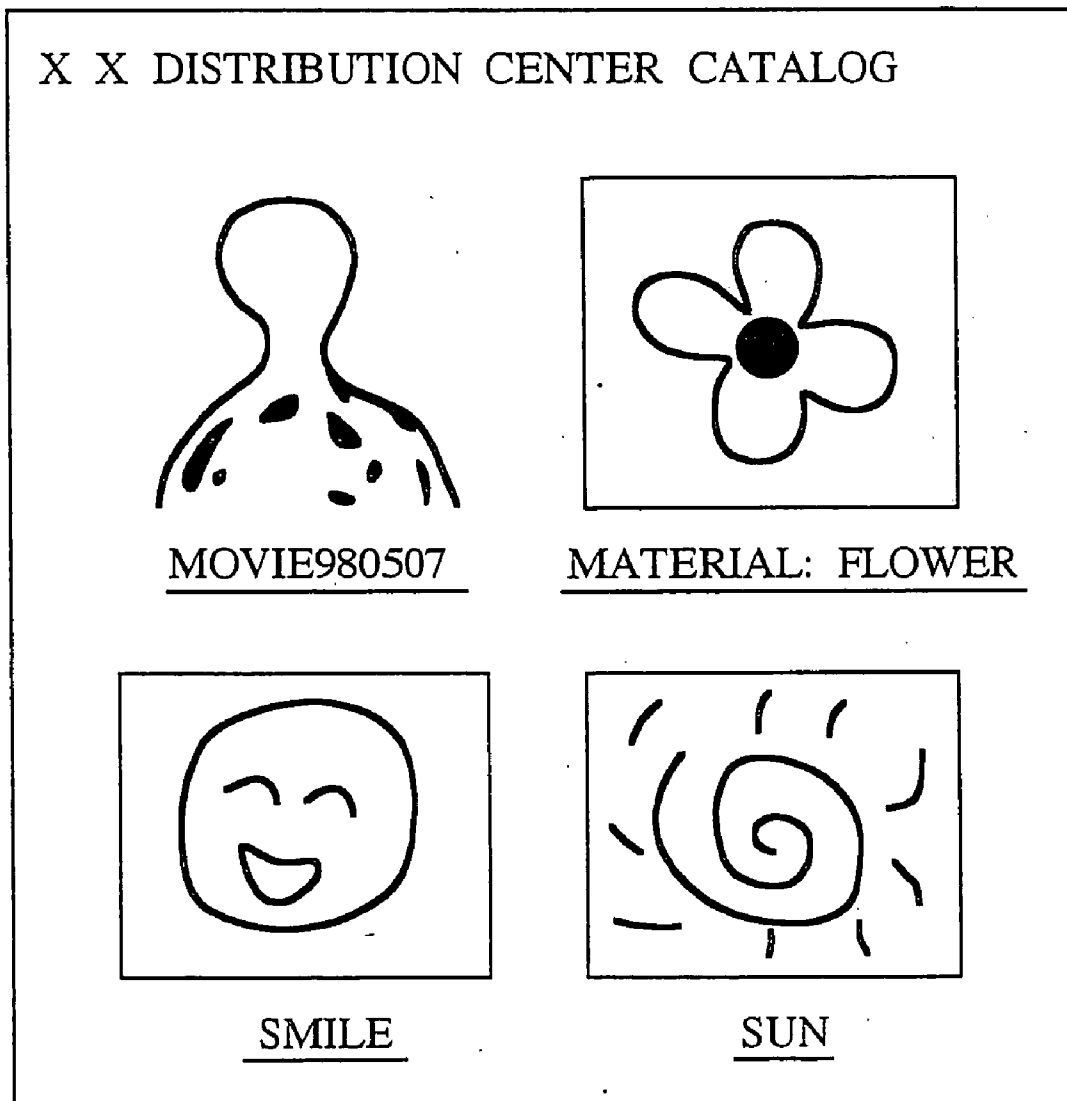 X X DISTRIBUTION CENTER CATALOG
MOVIE980507
MATERIAL: FLOWER
SMILE
SUN